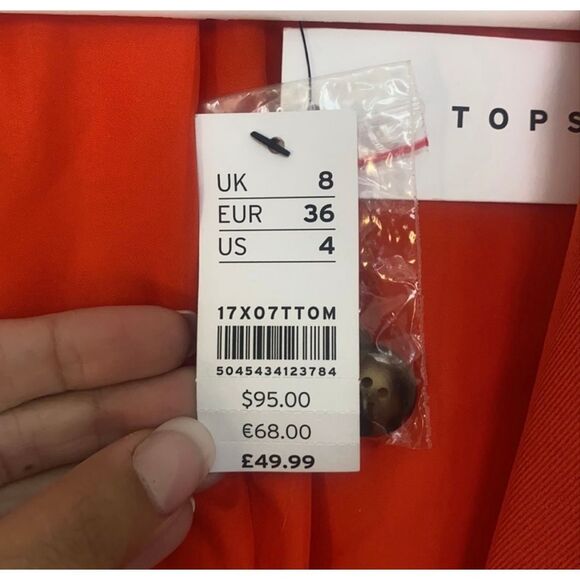 TOPS
UK 8
EUR 36
US 4
17X07TTOM
5045434123784
$95.00
€68.00
£49.99